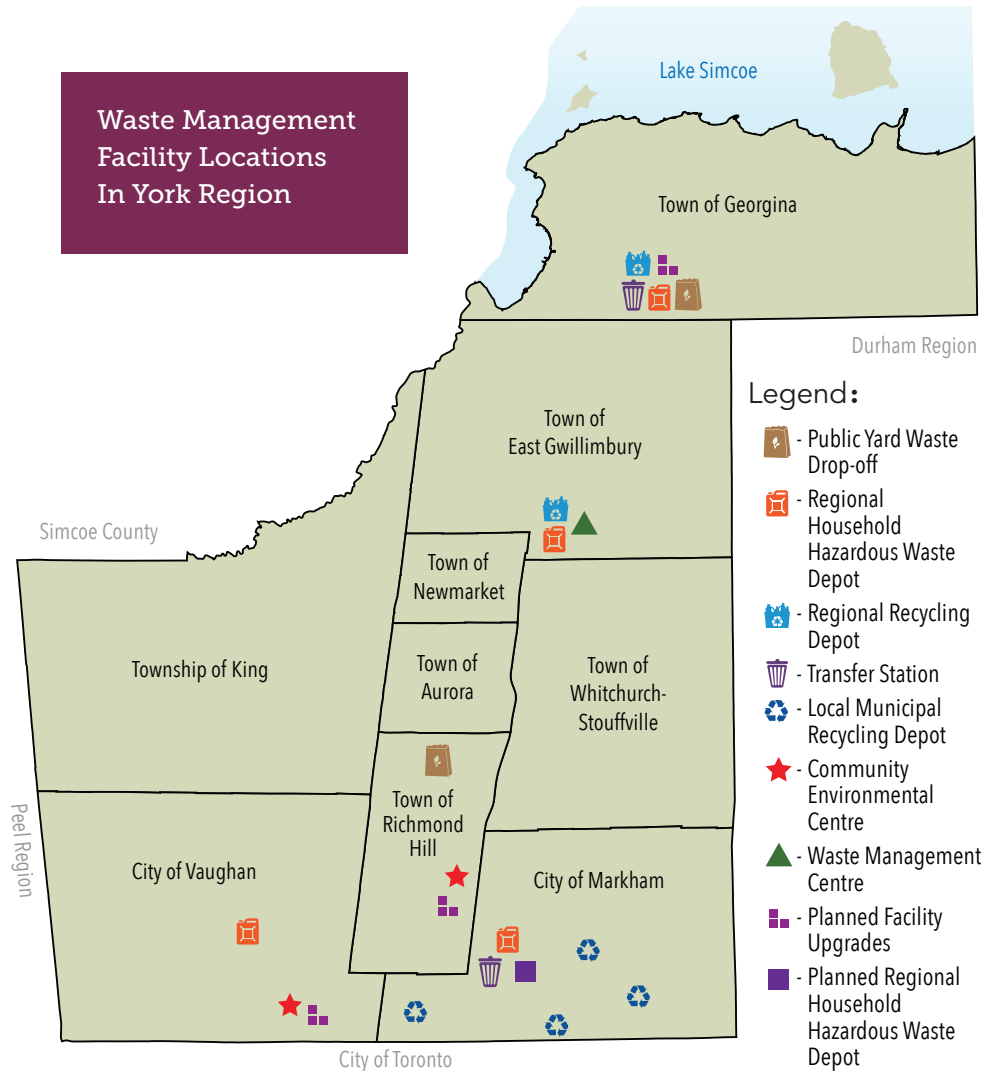 Waste Management
Facility Locations
In York Region
Lake Simcoe
Town of Georgina
Durham Region
Town of
East Gwillimbury
Simcoe County
Town of
Newmarket
Township of King
Town of
Aurora
Town of
Whitchurch-
Stouffville
Peel Region
Town of
Richmond
Hill
City of Vaughan
City of Markham
City of Toronto
Legend:
- Public Yard Waste
Drop-off
- Regional
Household
Hazardous Waste
Depot
- Regional Recycling
Depot
- Transfer Station
- Local Municipal
Recycling Depot
- Community
Environmental
Centre
- Waste Management
Centre
- Planned Facility
Upgrades
- Planned Regional
Household
Hazardous Waste
Depot